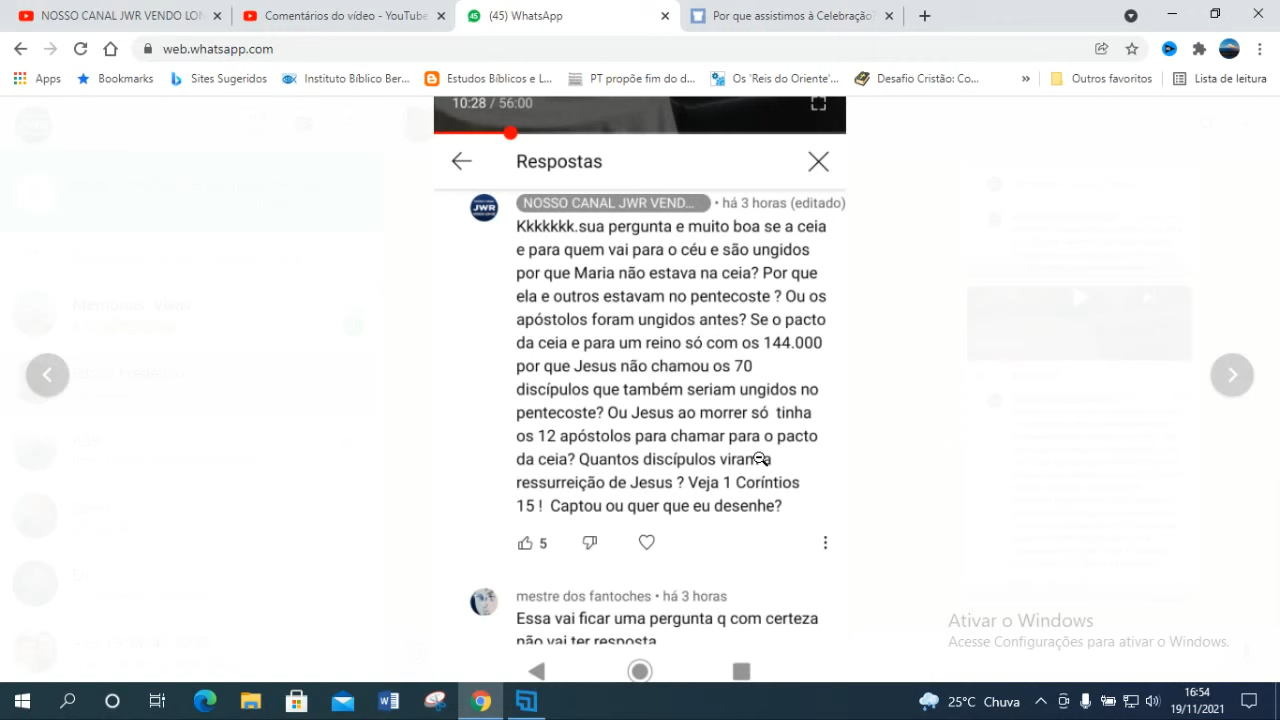 NOSSO CANAL JWR VENDO LON
Comentários do vídeo - YouTube
(45) WhatsApp
Por que assistimos à Celebração?
web.whatsapp.com
Apps
Bookmarks
Sites Sugeridos
Instituto Bíblico Ber...
Estudos Bíblicos e L...
PT propõe fim do d...
Os 'Reis do Oriente'...
Desafio Cristão: Co...
»
Outros favoritos
Lista de leitura
10:28 / 56:00
Respostas
JWR
NOSSO CANAL JWR VEND... • há 3 horas (editado)
Kkkkkkk.sua pergunta e muito boa se a ceia
e para quem vai para o céu e são ungidos
por que Maria não estava na ceia? Por que
ela e outros estavam no pentecoste ? Ou os
apóstolos foram ungidos antes? Se o pacto
da ceia e para um reino só com os 144.000
por que Jesus não chamou os 70
discípulos que também seriam ungidos no
pentecoste? Ou Jesus ao morrer só tinha
os 12 apóstolos para chamar para o pacto
da ceia? Quantos discípulos viram a
ressurreição de Jesus ? Veja 1 Coríntios
15 ! Captou ou quer que eu desenhe?
5
mestre dos fantoches • há 3 horas
Essa vai ficar uma pergunta q com certeza
não vai ter resposta
Ativar o Windows
Acesse Configurações para ativar o Windows.
25°C Chuva
16:54
19/11/2021